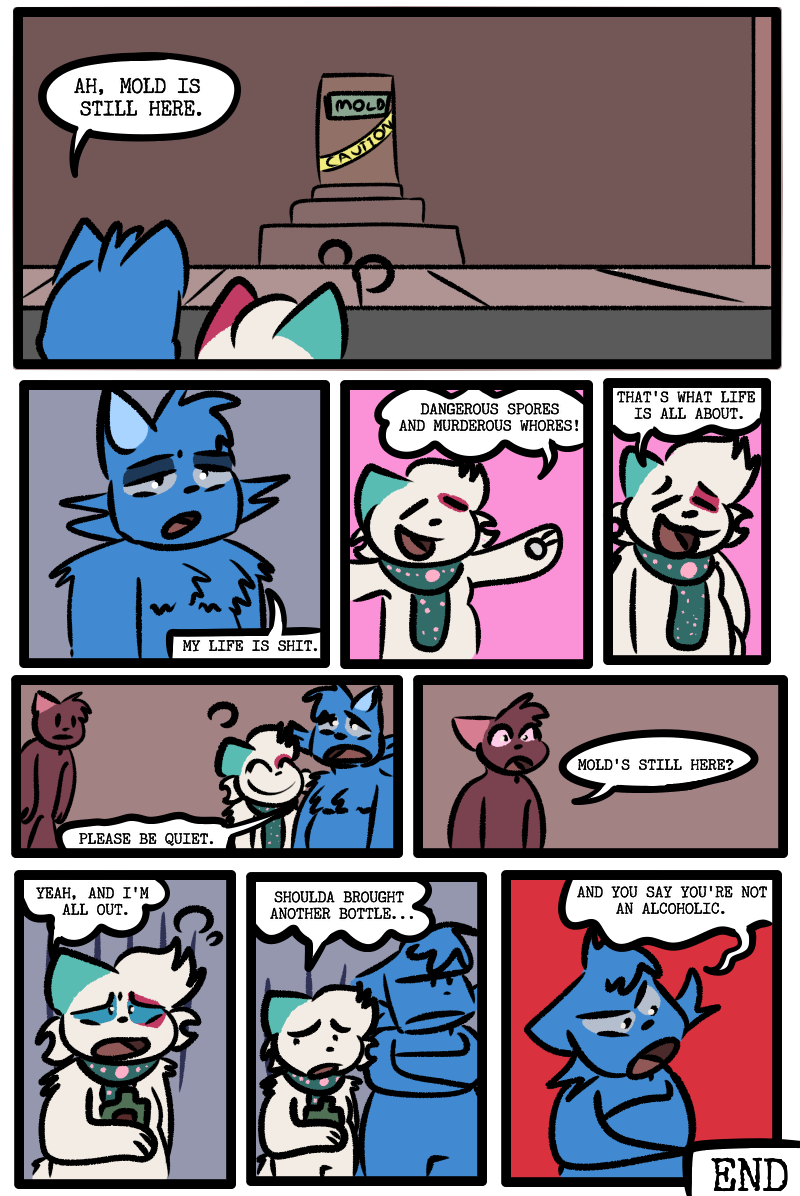 AH, MOLD IS
STILL HERE.
MOLD
CAUTION
MY LIFE IS SHIT.
DANGEROUS SPORES
AND MURDEROUS WHORES!
THAT'S WHAT LIFE
IS ALL ABOUT.
PLEASE BE QUIET.
MOLD'S STILL HERE?
YEAH, AND I'M
ALL OUT.
SHOULDA BROUGHT
ANOTHER BOTTLE...
AND YOU SAY YOU'RE NOT
AN ALCOHOLIC.
END